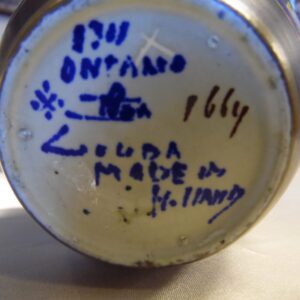 ONTARIO
1664
GOUDA
MADE IN
HOLLAND